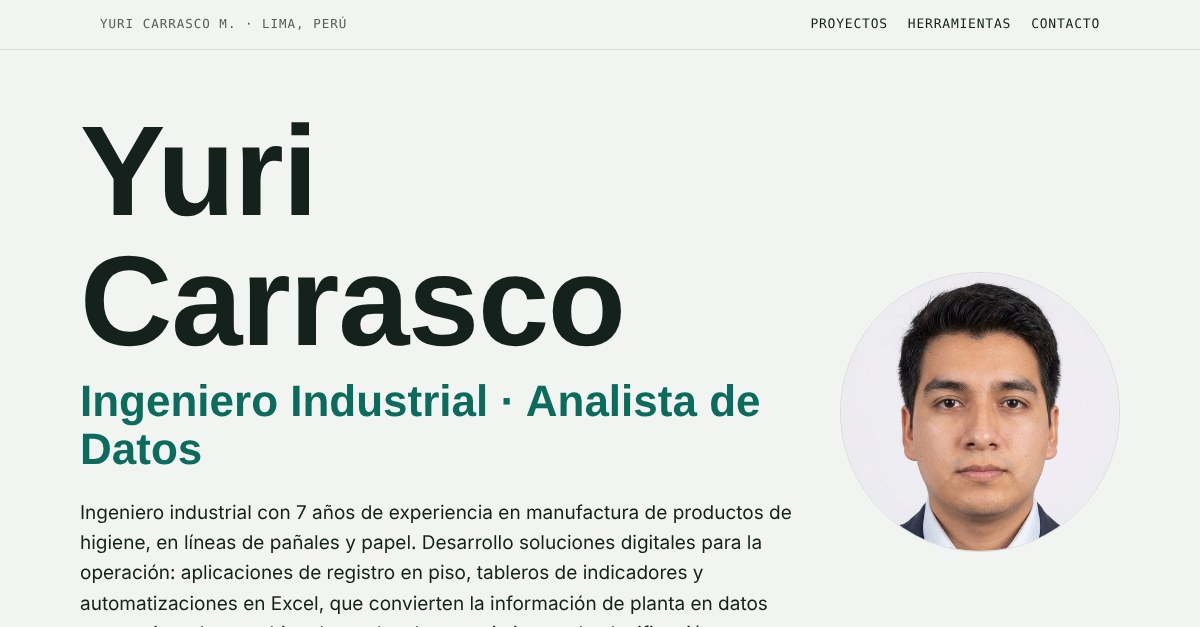 YURI CARRASCO M. · LIMA, PERÚ
PROYECTOS HERRAMIENTAS CONTACTO
Yuri
Carrasco
Ingeniero Industrial · Analista de
Datos
Ingeniero industrial con 7 años de experiencia en manufactura de productos de
higiene, en líneas de pañales y papel. Desarrollo soluciones digitales para la
operación: aplicaciones de registro en piso, tableros de indicadores y
automatizaciones en Excel, que convierten la información de planta en datos